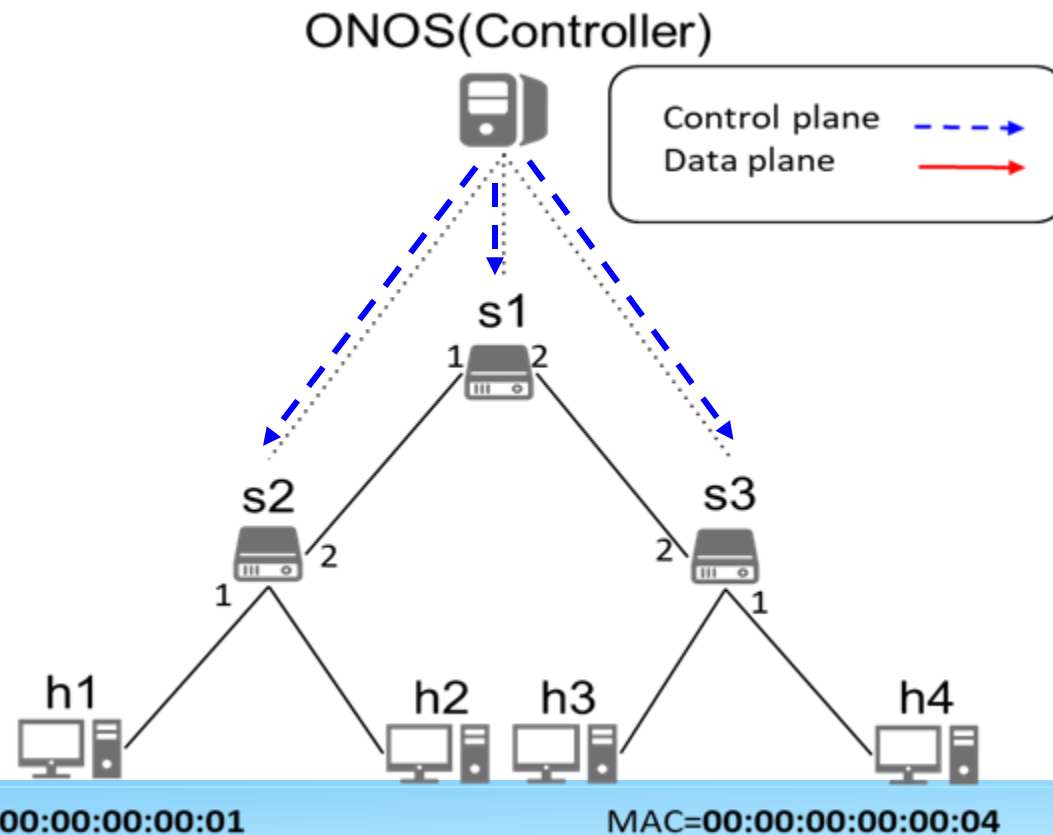 ONOS(Controller)
Control plane
Data plane
s1
1 2
s2
s3
2
2
1
1
h1
h2
h3
h4
00:00:00:00:01
MAC=00:00:00:00:00:04